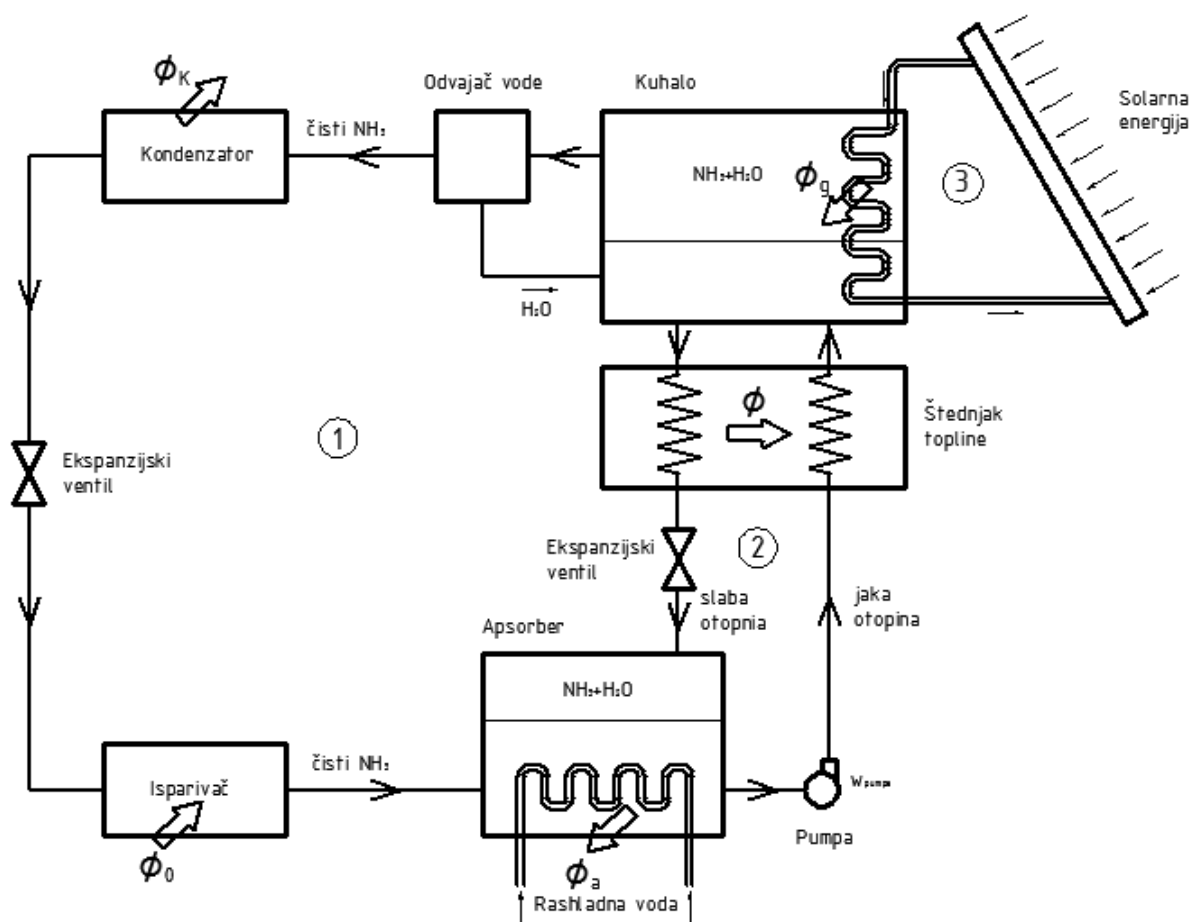 ϕK
Odvajač vode
Kuhalo
Solarna
energija
čisti NH₃
Kondenzator
NH₃+H₂O
ϕg
3
H₂O
1
Ekspanzijski
ventil
ϕ
Štednjak
topline
Ekspanzijski
ventil
2
slaba
otopnia
jaka
otopina
Apsorber
NH₃+H₂O
čisti NH₃
Isparivač
ϕ0
Wpumpe
Pumpa
ϕa
Rashladna voda